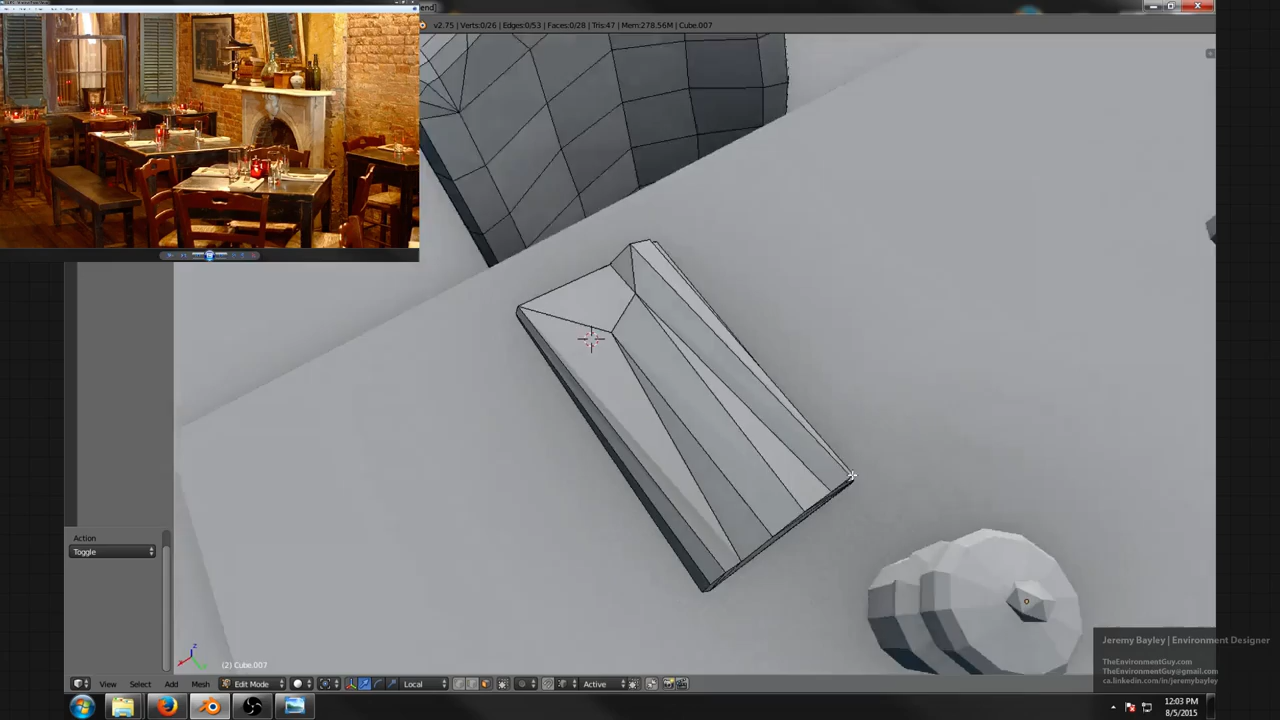 end]
v2.75 | Verts:0/26 | Edges:0/53 | Faces:0/28 | Tris:47 | Mem:278.56M | Cube.007
Action
Toggle
(2) Cube.007
View Select Add Mesh Edit Mode Local Active
Jeremy Bayley | Environment Designer
TheEnvironmentGuy.com
TheEnvironmentGuy@gmail.com
ca.linkedin.com/in/jeremybayley
12:03 PM
8/5/2015